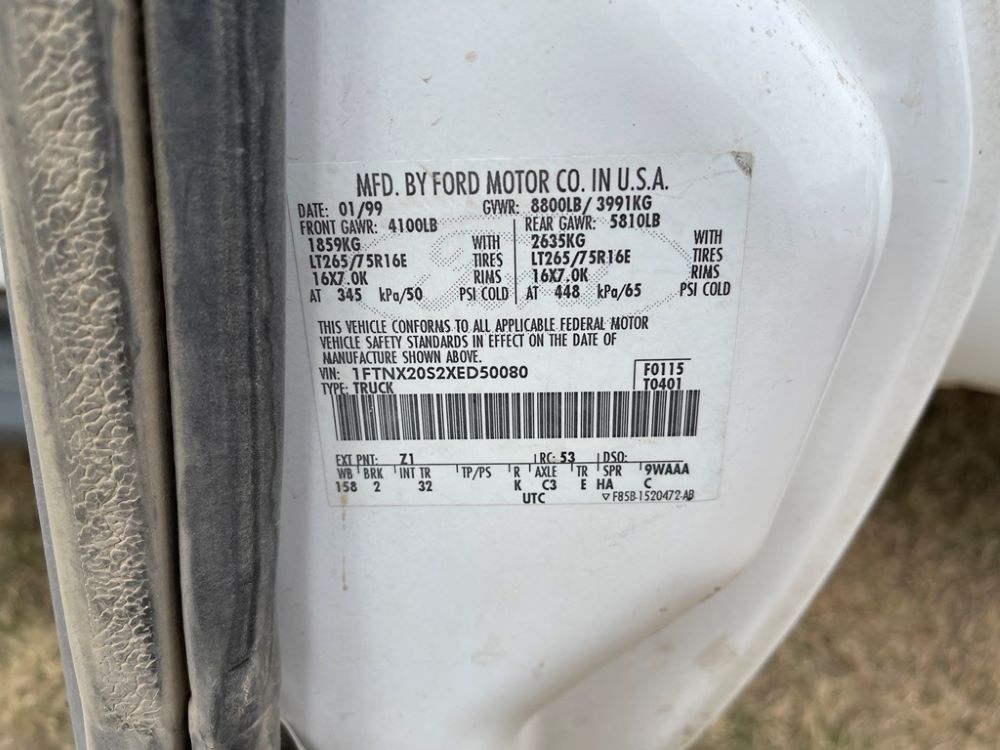 MFD. BY FORD MOTOR CO. IN U.S.A.
DATE: 01/99 GVWR: 8800LB/ 3991KG
FRONT GAWR: 4100LB REAR GAWR: 5810LB
1859KG WITH 2635KG WITH
LT265/75R16E TIRES LT265/75R16E TIRES
16X7.0K RIMS 16X7.0K RIMS
AT 345 kPa/50 PSI COLD AT 448 kPa/65 PSI COLD
THIS VEHICLE CONFORMS TO ALL APPLICABLE FEDERAL MOTOR
VEHICLE SAFETY STANDARDS IN EFFECT ON THE DATE OF
MANUFACTURE SHOWN ABOVE.
VIN: 1FTNX20S2XED50080 F0115
TYPE: TRUCK T0401
EXT PNT: Z1 RC: 53 DSO:
WB BRK INT TR TP/PS R AXLE TR SPR 9WAAA
158 2 32 K C3 E HA C
UTC ▽ F85B-1520472-AB